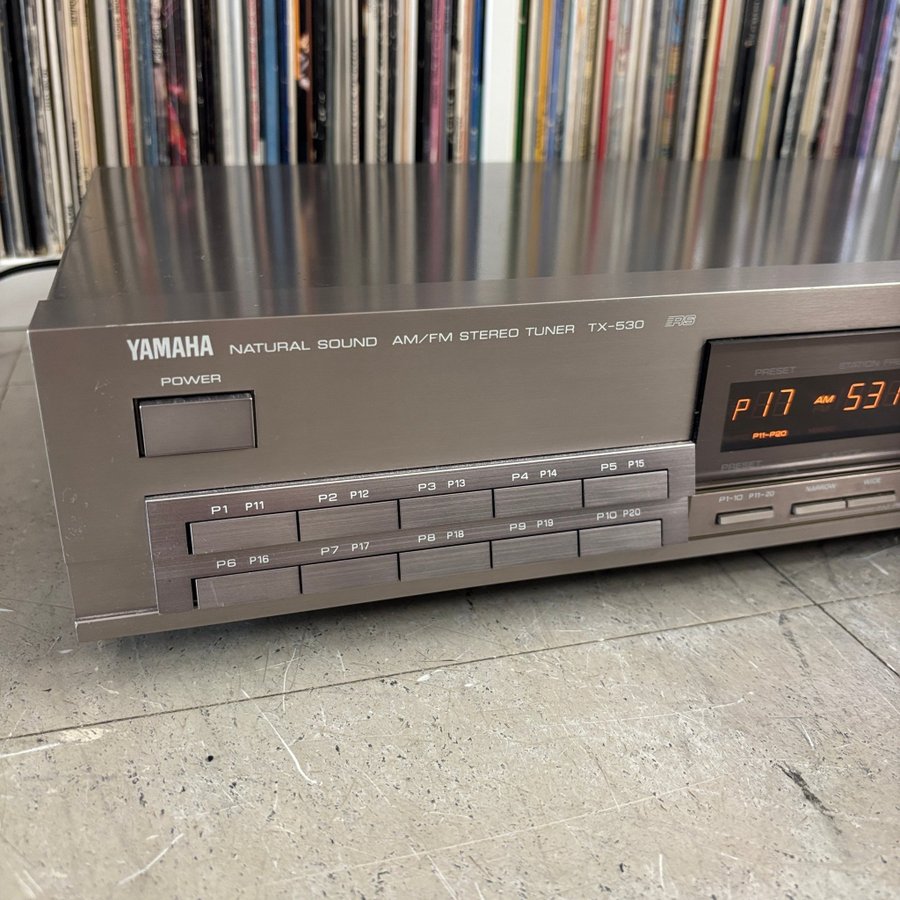 YAMAHA NATURAL SOUND AM/FM STEREO TUNER TX-530 RS
POWER
PRESET
P17 AM 531
P11-P20
PRESET
P1 P11 P2 P12 P3 P13 P4 P14 P5 P15
P1-10 P11-20 NARROW WIDE
P6 P16 P7 P17 P8 P18 P9 P19 P10 P20